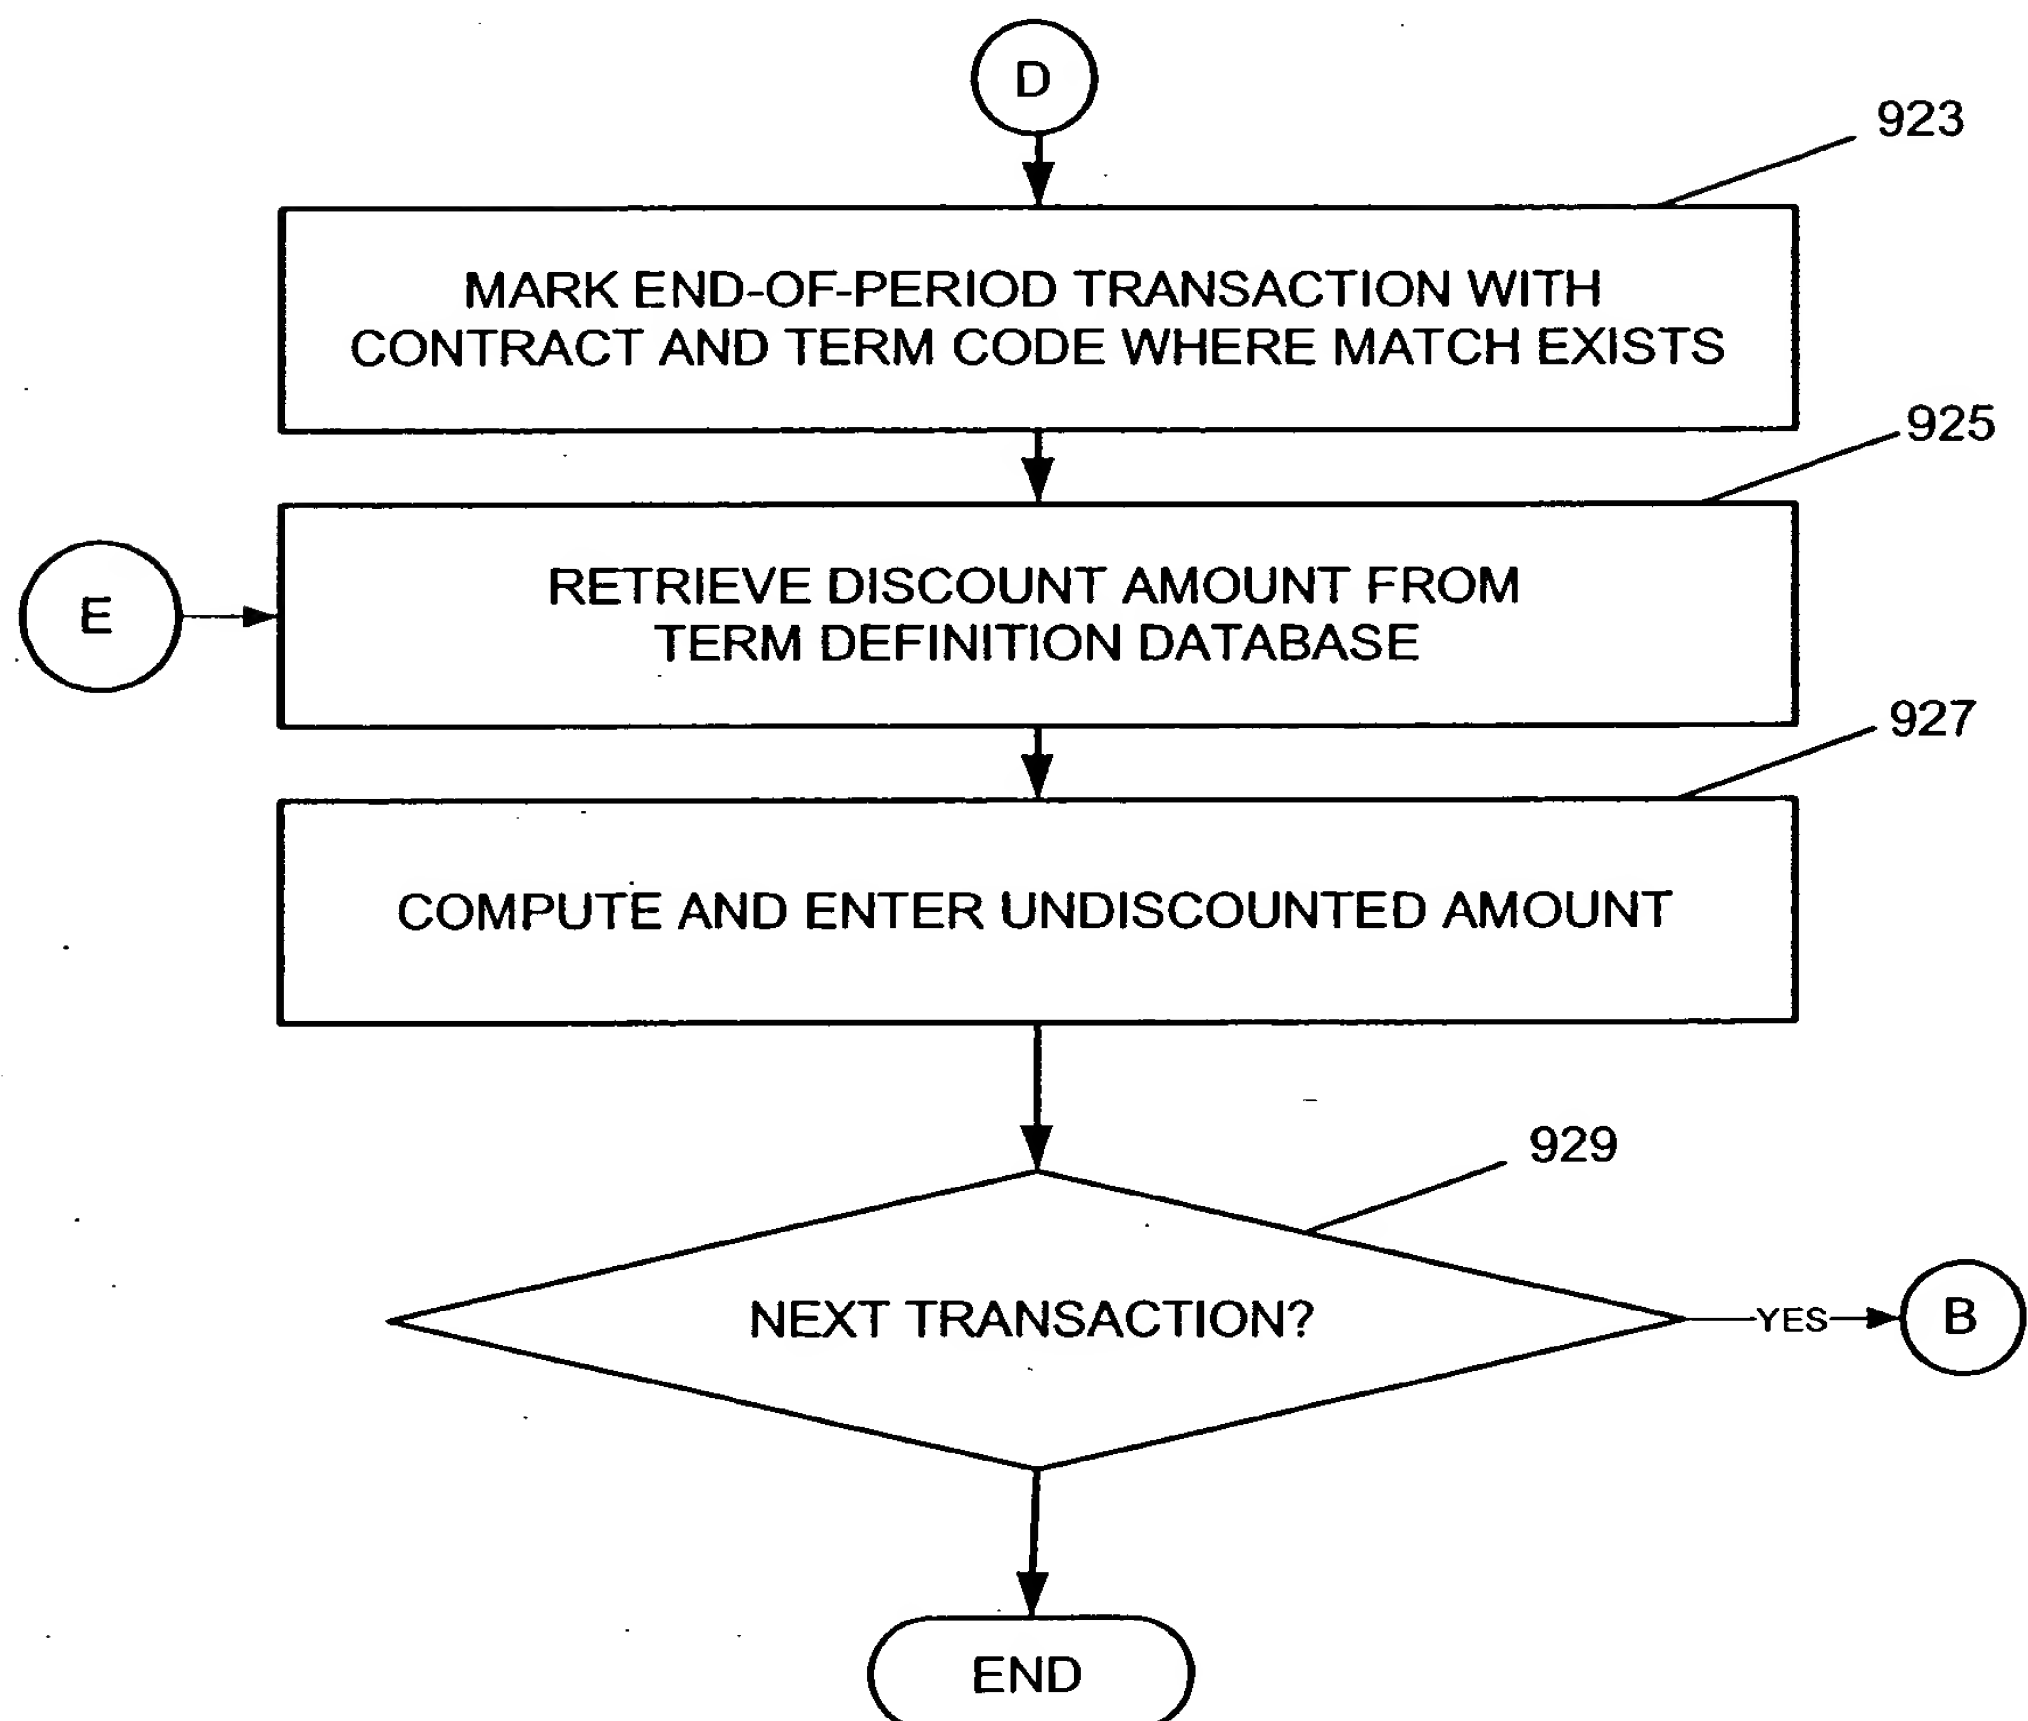 D
923
MARK END-OF-PERIOD TRANSACTION WITH
CONTRACT AND TERM CODE WHERE MATCH EXISTS
925
E
RETRIEVE DISCOUNT AMOUNT FROM
TERM DEFINITION DATABASE
927
COMPUTE AND ENTER UNDISCOUNTED AMOUNT
929
NEXT TRANSACTION?
YES
B
END